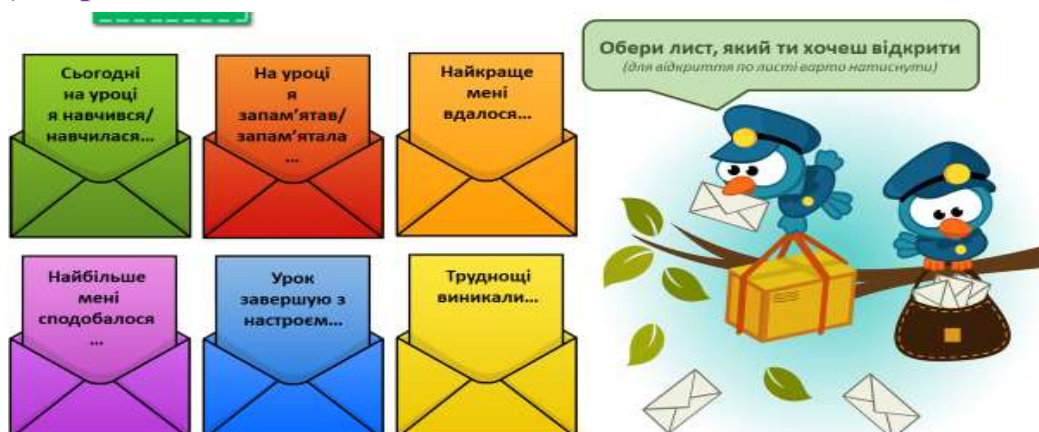 Сьогодні
на уроці
я навчився/
навчилася...
На уроці
я
запам'ятав/
запам'ятала
...
Найкраще
мені
вдалося...
Обери лист, який ти хочеш відкрити
(для відкриття по листі варто натиснути)
Найбільше
мені
сподобалося
...
Урок
завершую з
настроєм...
Труднощі
виникали...